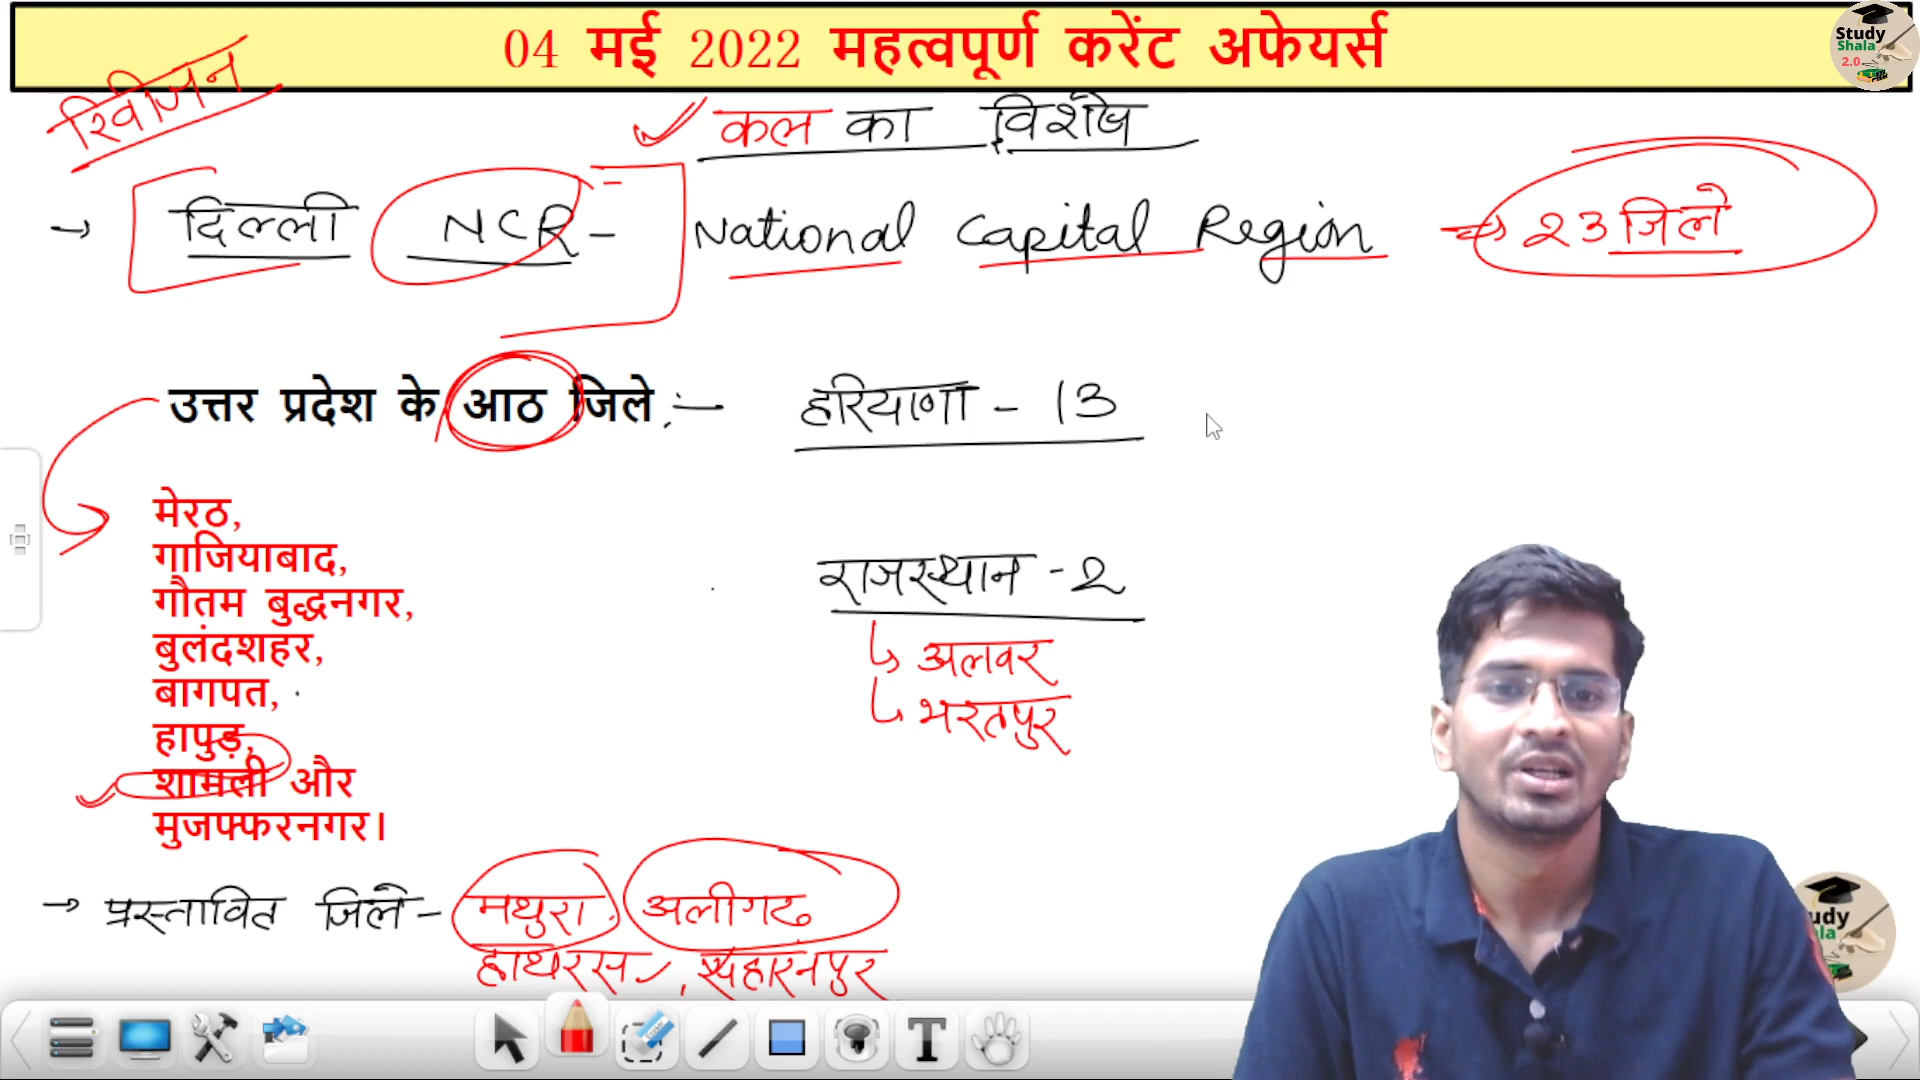 04 मई 2022 महत्वपूर्ण करेंट अफेयर्स
Study
Shala
2.0
रिवीजन
कल का विशेष
दिल्ली NCR - National Capital Region → 23 जिले
उत्तर प्रदेश के आठ जिले :-
हरियाणा - 13
मेरठ,
गाजियाबाद,
गौतम बुद्धनगर,
बुलंदशहर,
बागपत,
हापुड़,
शामली और
मुजफ्फरनगर।
राजस्थान - 2
अलवर
भरतपुर
→ प्रस्तावित जिले - मथुरा, अलीगढ़
हाथरस, सहारनपुर
udy
la
T